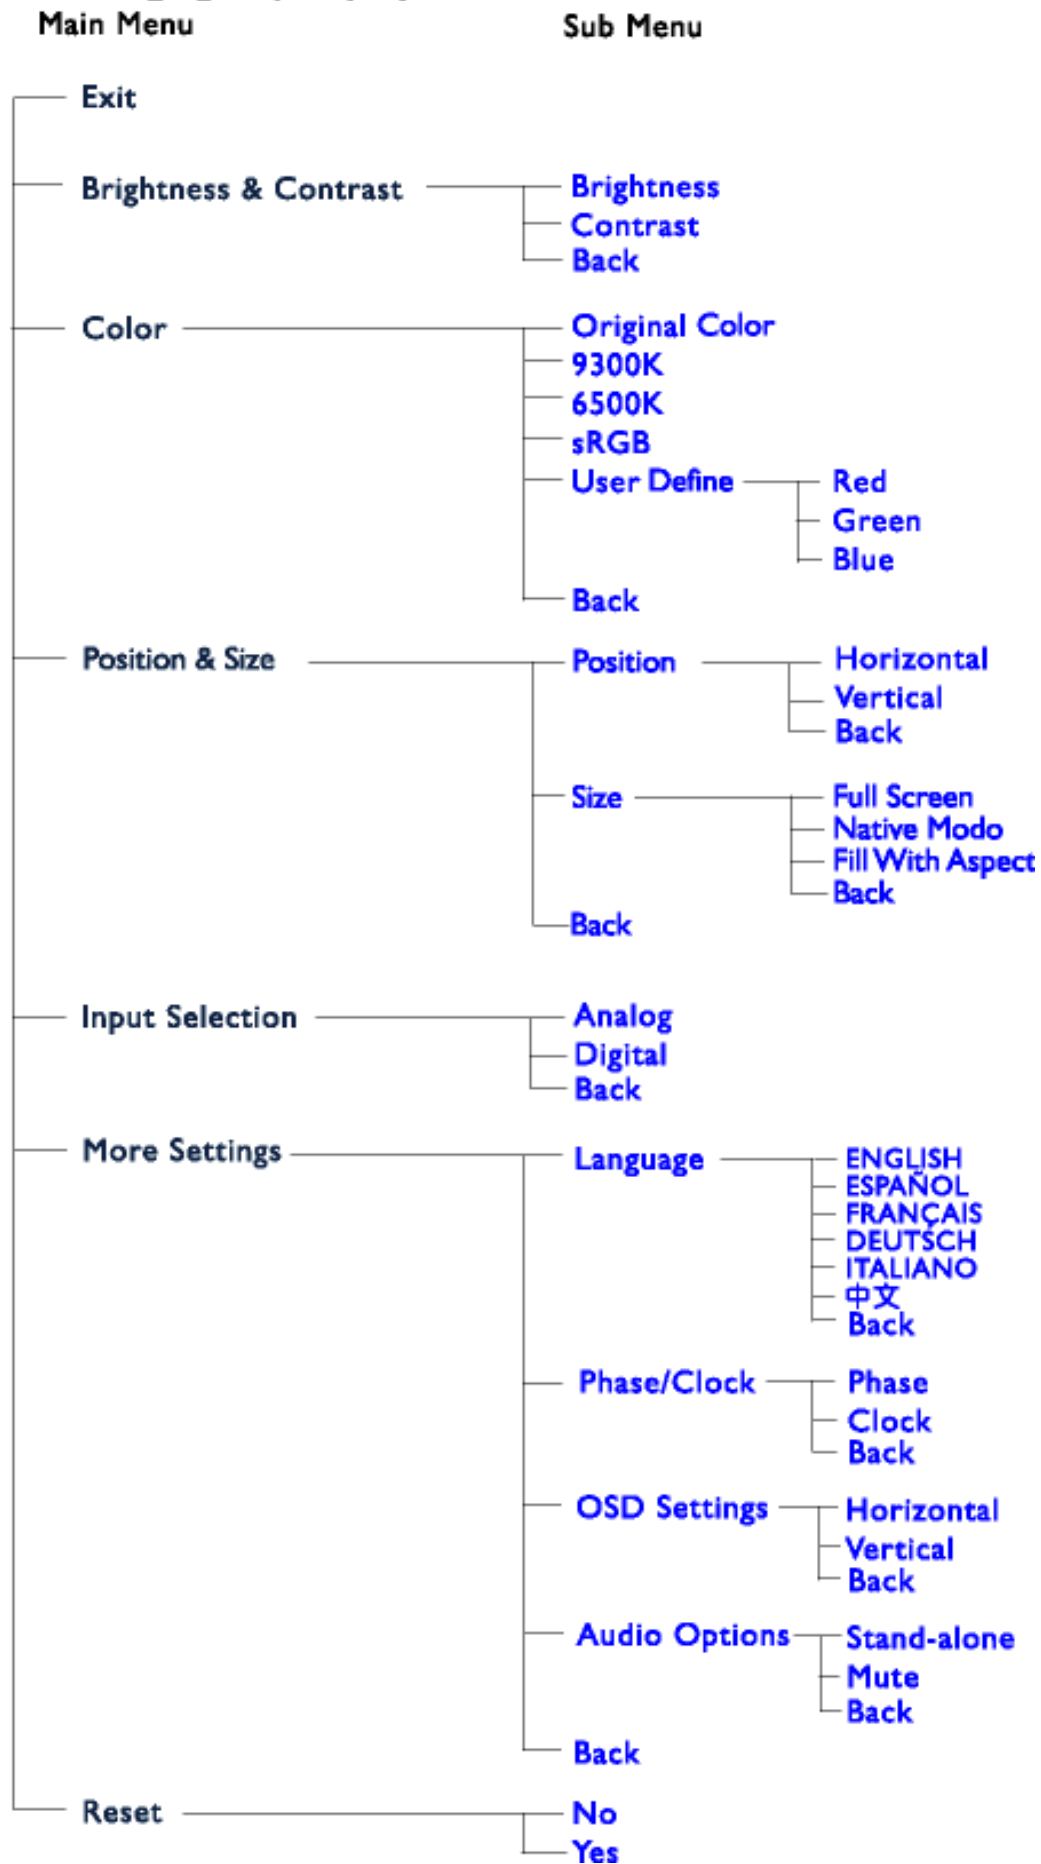 Main Menu Sub Menu
Exit
Brightness & Contrast Brightness
Contrast
Back
Color Original Color
9300K
6500K
sRGB
User Define Red
Green
Blue
Back
Position & Size Position Horizontal
Vertical
Back
Size Full Screen
Native Modo
Fill With Aspect
Back
Back
Input Selection Analog
Digital
Back
More Settings Language ENGLISH
ESPAÑOL
FRANÇAIS
DEUTSCH
ITALIANO
中文
Back
Phase/Clock Phase
Clock
Back
OSD Settings Horizontal
Vertical
Back
Audio Options Stand-alone
Mute
Back
Back
Reset No
Yes